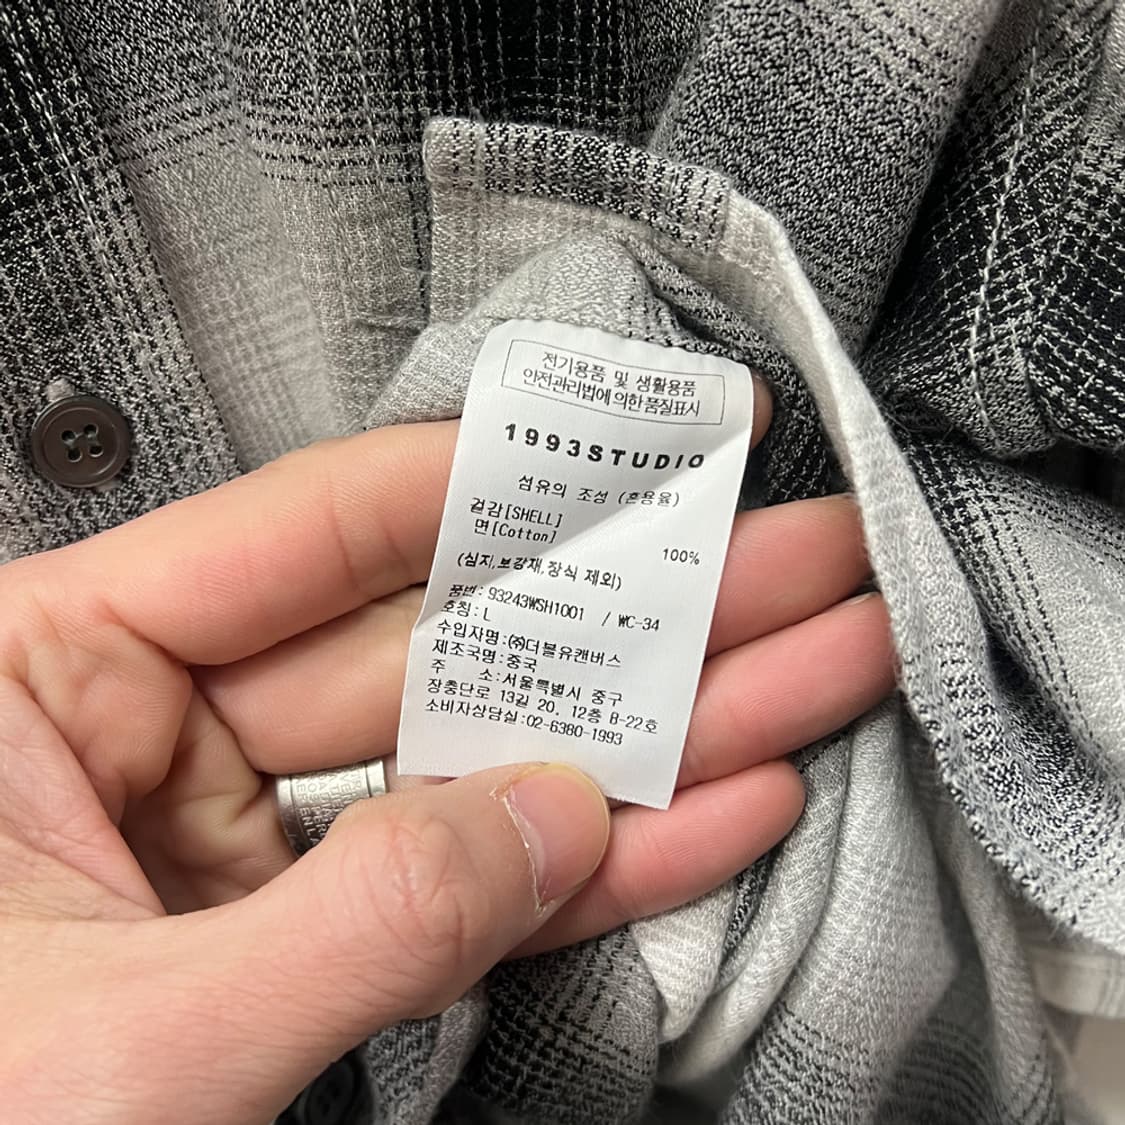 전기용품 및 생활용품
안전관리법에 의한 품질표시
1993STUDIO
섬유의 조성 (혼용율)
겉감[SHELL]
면[Cotton]
100%
(심지,보강재,장식 제외)
품번: 93243WSH1001 / WC-34
호칭: L
수입자명:㈜더블유캔버스
제조국명:중국
주 소:서울특별시 중구
장충단로 13길 20. 12층 B-22호
소비자상담실:02-6380-1993